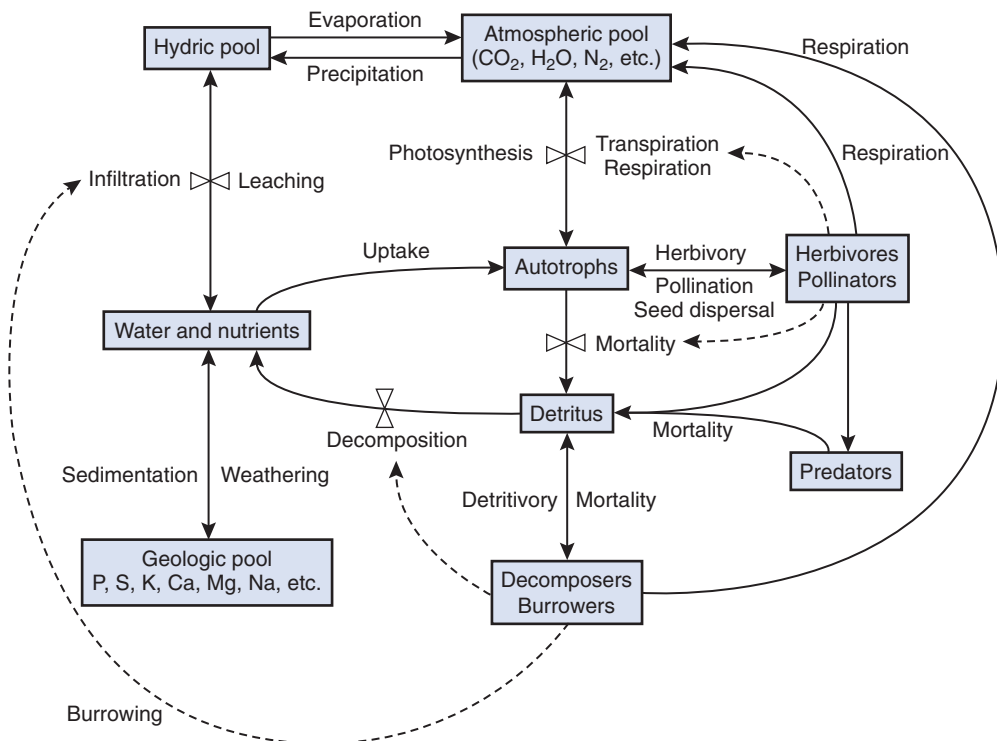 Evaporation
Hydric pool
Precipitation
Atmospheric pool
(CO₂, H₂O, N₂, etc.)
Respiration
Photosynthesis
Transpiration
Respiration
Respiration
Infiltration
Leaching
Uptake
Autotrophs
Herbivory
Pollination
Seed dispersal
Herbivores
Pollinators
Water and nutrients
Mortality
Detritus
Mortality
Decomposition
Predators
Sedimentation
Weathering
Detritivory
Mortality
Geologic pool
P, S, K, Ca, Mg, Na, etc.
Decomposers
Burrowers
Burrowing